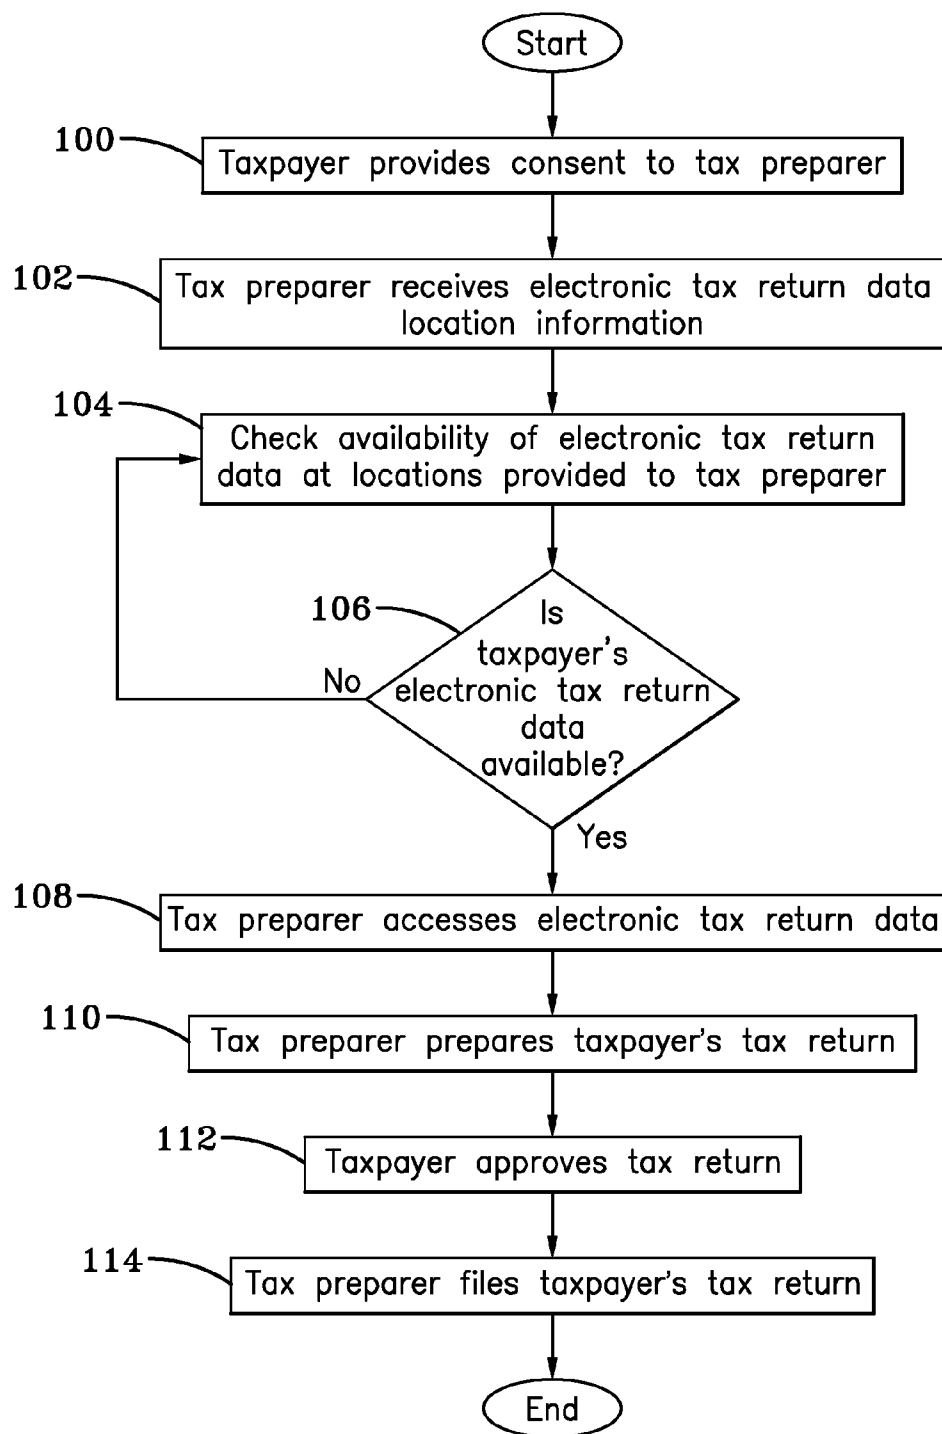 Start
100
Taxpayer provides consent to tax preparer
102
Tax preparer receives electronic tax return data
location information
104
Check availability of electronic tax return
data at locations provided to tax preparer
106
Is
taxpayer's
electronic tax return
data
available?
No
Yes
108
Tax preparer accesses electronic tax return data
110
Tax preparer prepares taxpayer's tax return
112
Taxpayer approves tax return
114
Tax preparer files taxpayer's tax return
End